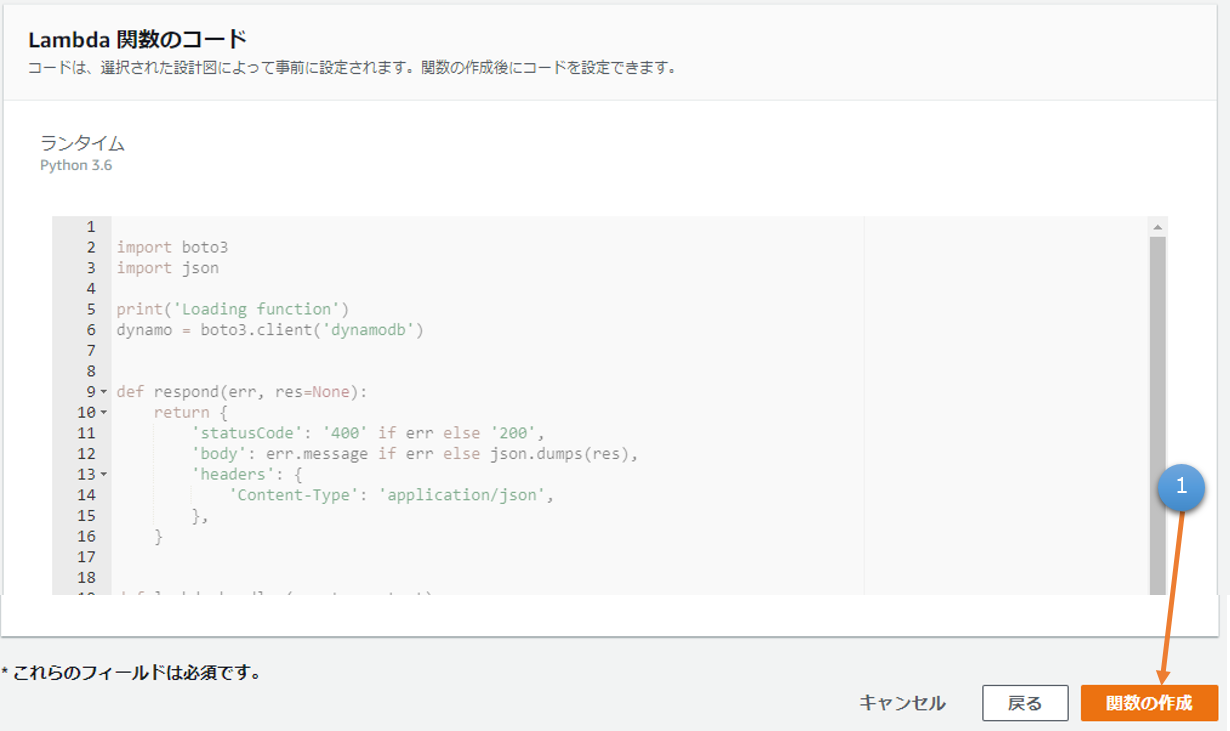 Lambda 関数のコード
コードは、選択された設計図によって事前に設定されます。関数の作成後にコードを設定できます。
ランタイム
Python 3.6
1
2 import boto3
3 import json
4
5 print('Loading function')
6 dynamo = boto3.client('dynamodb')
7
8
9 def respond(err, res=None):
10     return {
11         'statusCode': '400' if err else '200',
12         'body': err.message if err else json.dumps(res),
13         'headers': {
14             'Content-Type': 'application/json',
15         },
16     }
17
18
1
* これらのフィールドは必須です。
キャンセル 戻る 関数の作成